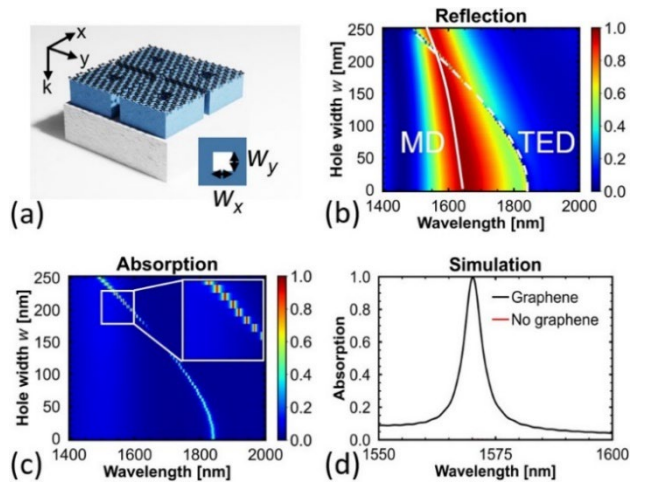 x
y
k
Wy
Wx
(a)
Reflection
Hole width w [nm]
250
200
150
100
50
0
MD
TED
1.0
0.8
0.6
0.4
0.2
0.0
1400 1600 1800 2000
Wavelength [nm]
(b)
Absorption
Hole width w [nm]
250
200
150
100
50
0
1.0
0.8
0.6
0.4
0.2
0.0
1400 1600 1800 2000
Wavelength [nm]
(c)
Simulation
Absorption
1.0
0.8
0.6
0.4
0.2
0.0
Graphene
No graphene
1550 1575 1600
Wavelength [nm]
(d)